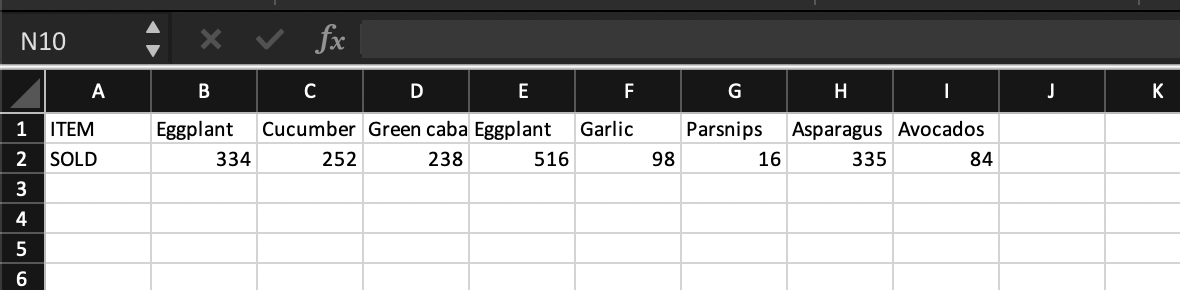 N10 fx
A B C D E F G H I J K
1 ITEM Eggplant Cucumber Green caba Eggplant Garlic Parsnips Asparagus Avocados
2 SOLD 334 252 238 516 98 16 335 84
3
4
5
6